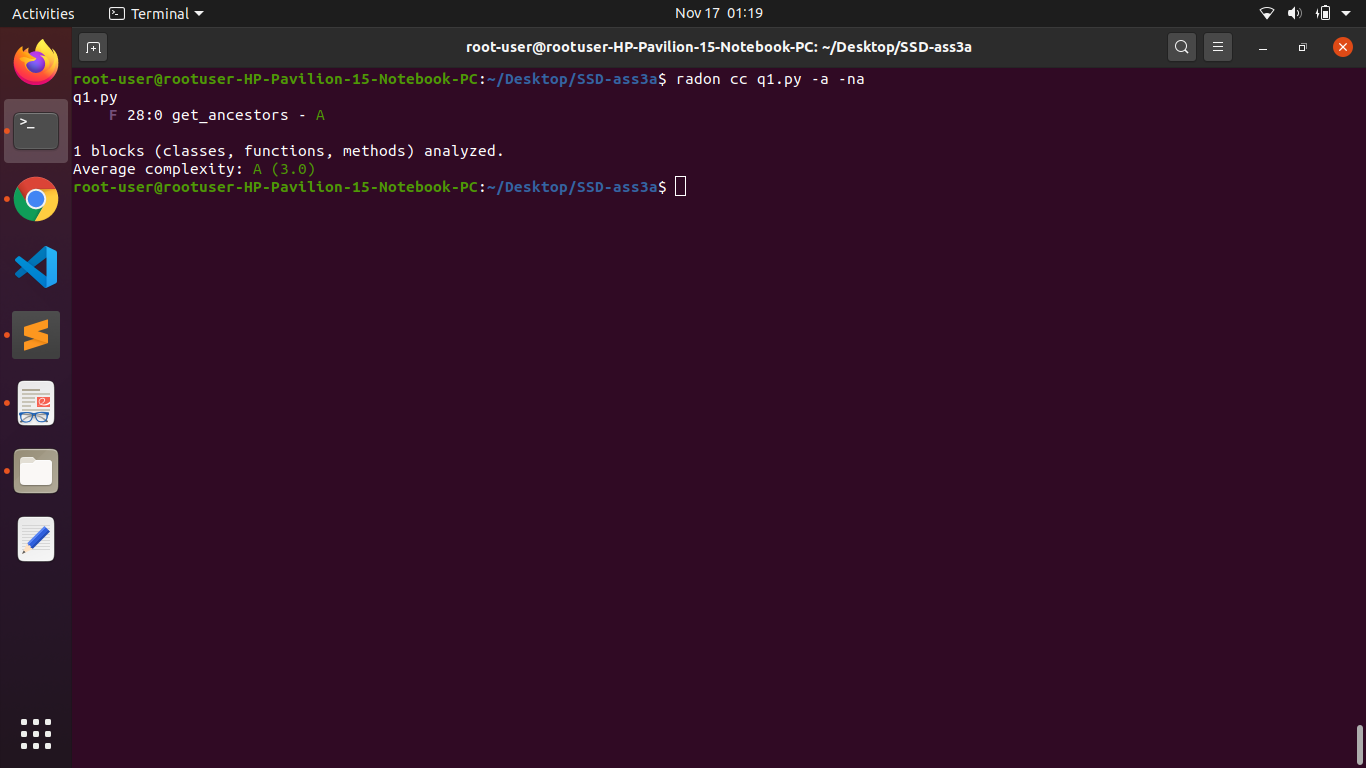 Activities
Terminal
Nov 17 01:19
root-user@rootuser-HP-Pavilion-15-Notebook-PC: ~/Desktop/SSD-ass3a
root-user@rootuser-HP-Pavilion-15-Notebook-PC:~/Desktop/SSD-ass3a$ radon cc q1.py -a -na
q1.py
    F 28:0 get_ancestors - A
1 blocks (classes, functions, methods) analyzed.
Average complexity: A (3.0)
root-user@rootuser-HP-Pavilion-15-Notebook-PC:~/Desktop/SSD-ass3a$